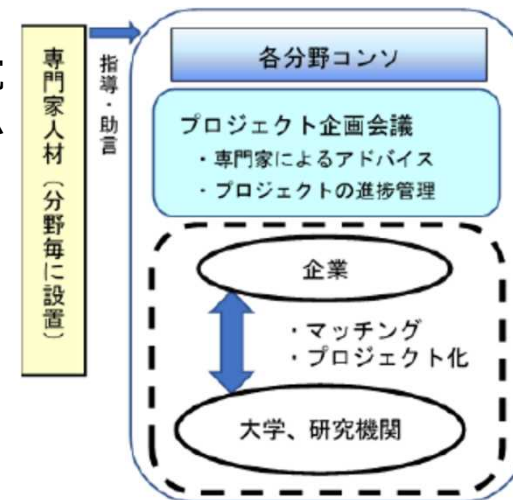 専門家人材（分野毎に設置）
指導・助言
各分野コンソ
プロジェクト企画会議
・専門家によるアドバイス
・プロジェクトの進捗管理
企業
・マッチング
・プロジェクト化
大学、研究機関